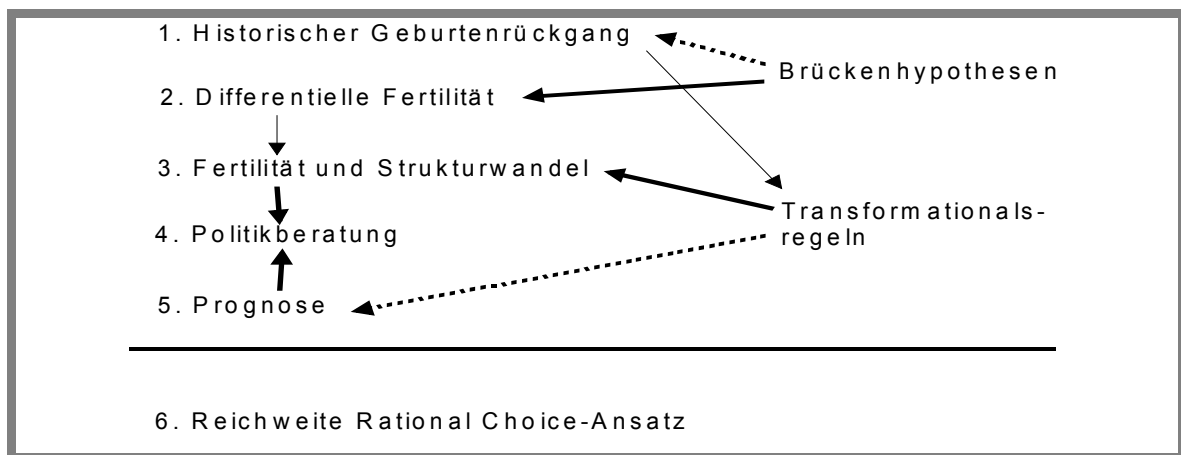 1. Historischer Geburtenrückgang
Brückenhypothesen
2. Differentielle Fertilität
3. Fertilität und Strukturwandel
Transformationals-
regeln
4. Politikberatung
5. Prognose
6. Reichweite Rational Choice-Ansatz